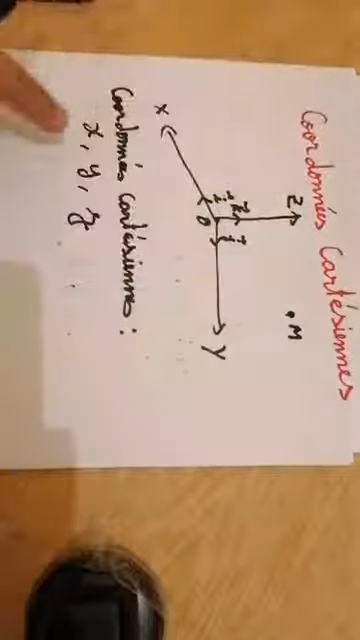 Coordonnées Cartésiennes
Z
• M
k
i
j
O
Y
X
Coordonnées Cartésiennes :
x, y, z